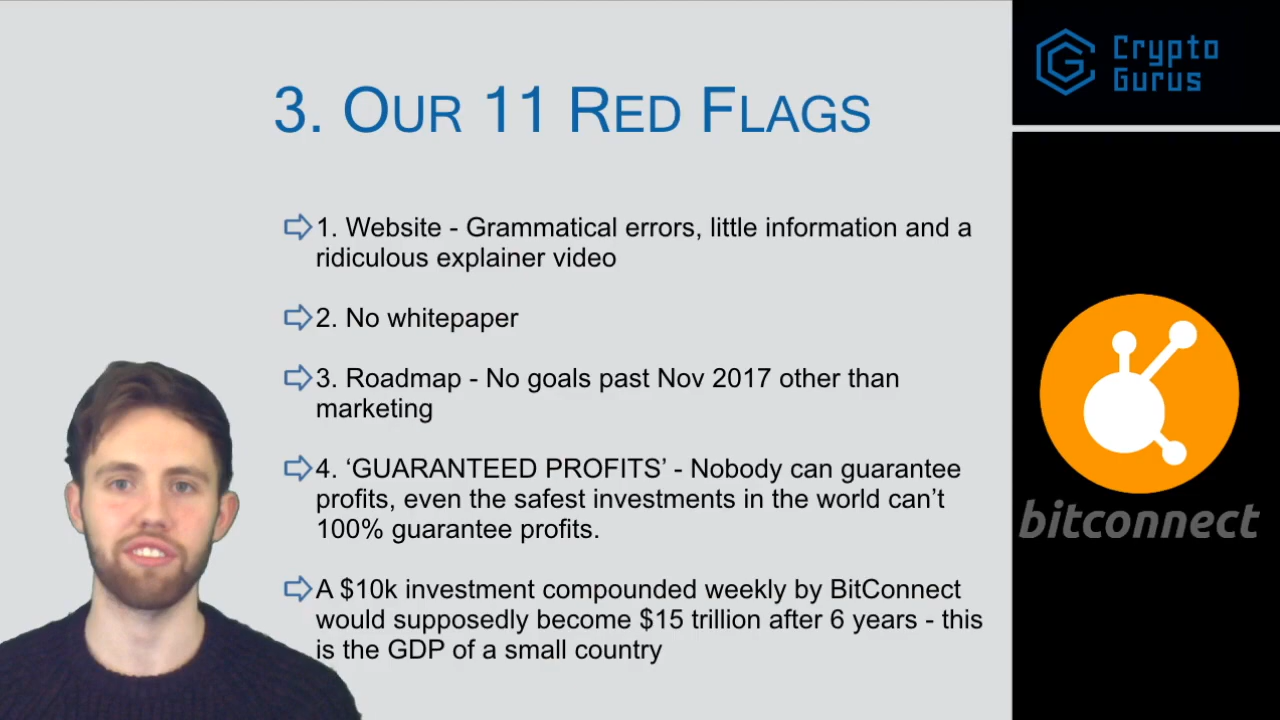 Crypto
Gurus
3. OUR 11 RED FLAGS
1. Website - Grammatical errors, little information and a
ridiculous explainer video
2. No whitepaper
3. Roadmap - No goals past Nov 2017 other than
marketing
4. ‘GUARANTEED PROFITS’ - Nobody can guarantee
profits, even the safest investments in the world can’t
100% guarantee profits.
A $10k investment compounded weekly by BitConnect
would supposedly become $15 trillion after 6 years - this
is the GDP of a small country
bitconnect